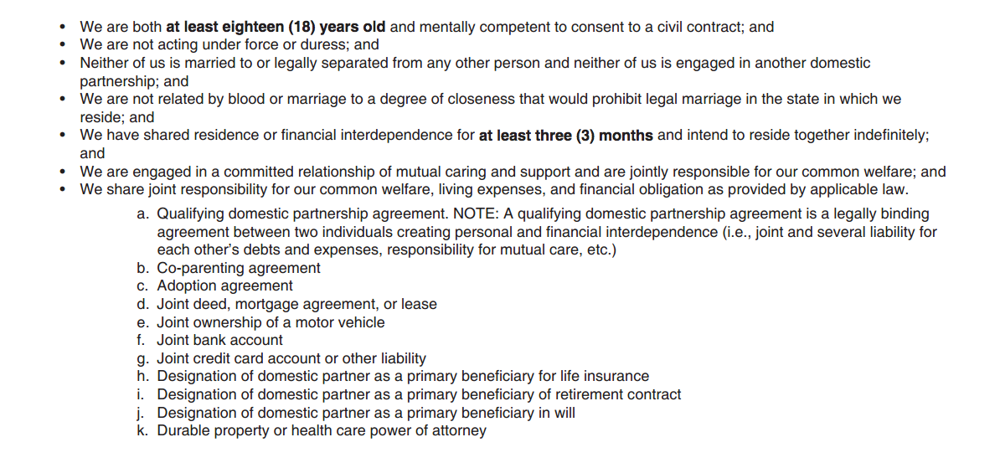 • We are both at least eighteen (18) years old and mentally competent to consent to a civil contract; and
• We are not acting under force or duress; and
• Neither of us is married to or legally separated from any other person and neither of us is engaged in another domestic
partnership; and
• We are not related by blood or marriage to a degree of closeness that would prohibit legal marriage in the state in which we
reside; and
• We have shared residence or financial interdependence for at least three (3) months and intend to reside together indefinitely;
and
• We are engaged in a committed relationship of mutual caring and support and are jointly responsible for our common welfare; and
• We share joint responsibility for our common welfare, living expenses, and financial obligation as provided by applicable law.
a. Qualifying domestic partnership agreement. NOTE: A qualifying domestic partnership agreement is a legally binding
agreement between two individuals creating personal and financial interdependence (i.e., joint and several liability for
each other’s debts and expenses, responsibility for mutual care, etc.)
b. Co-parenting agreement
c. Adoption agreement
d. Joint deed, mortgage agreement, or lease
e. Joint ownership of a motor vehicle
f. Joint bank account
g. Joint credit card account or other liability
h. Designation of domestic partner as a primary beneficiary for life insurance
i. Designation of domestic partner as a primary beneficiary of retirement contract
j. Designation of domestic partner as a primary beneficiary in will
k. Durable property or health care power of attorney